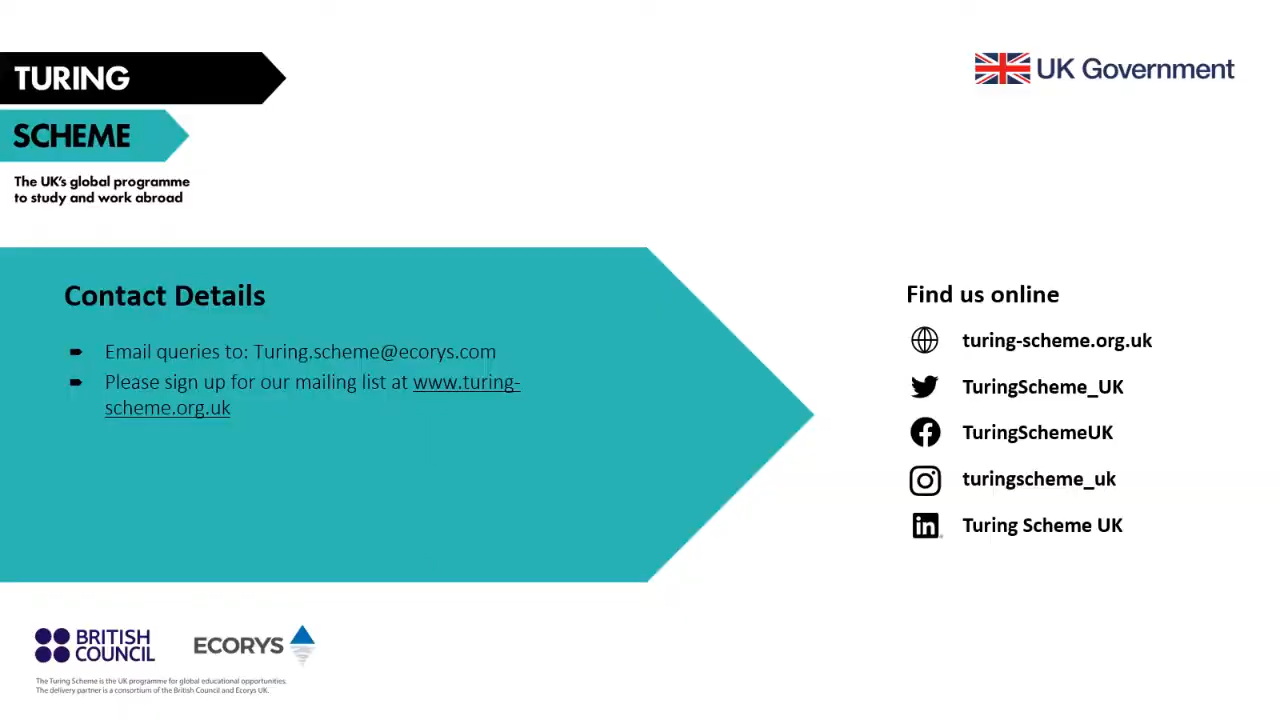 TURING
SCHEME
The UK's global programme
to study and work abroad
UK Government
Contact Details
Email queries to: Turing.scheme@ecorys.com
Please sign up for our mailing list at www.turing-
scheme.org.uk
Find us online
turing-scheme.org.uk
TuringScheme_UK
TuringSchemeUK
turingscheme_uk
in
Turing Scheme UK
BRITISH
COUNCIL
ECORYS
The Turing Scheme is the UK programme for global educational opportunities.
The delivery partner is a consortium of the British Council and Ecorys UK.